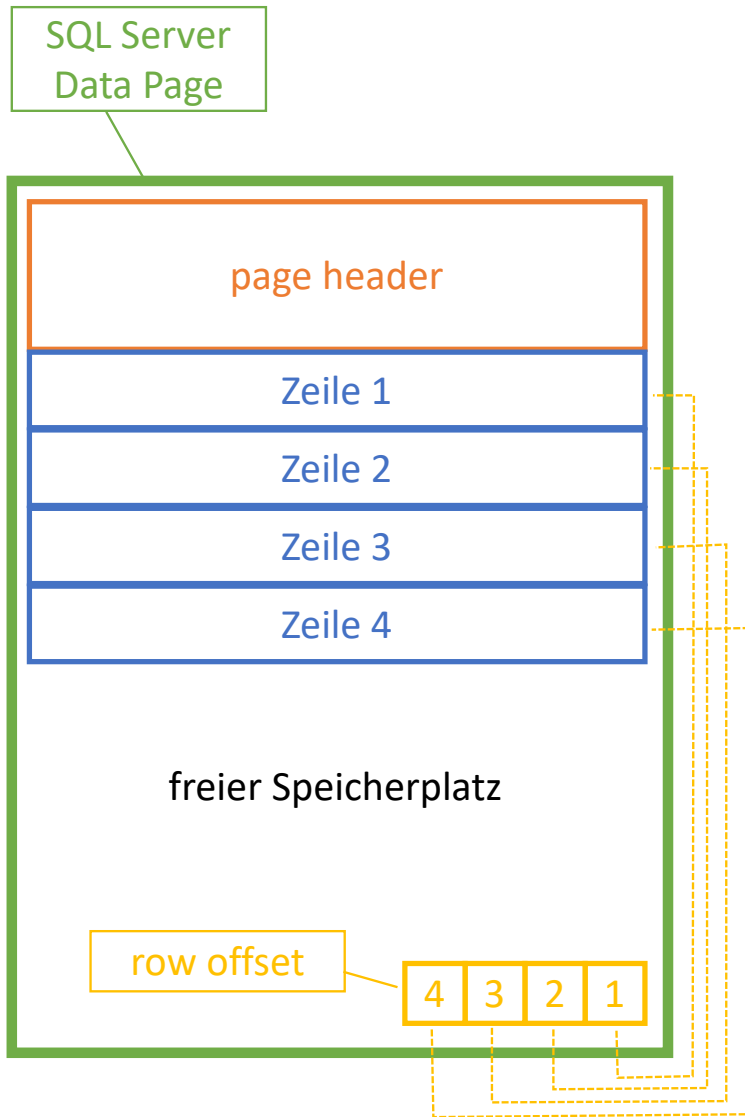 SQL Server
Data Page
page header
Zeile 1
Zeile 2
Zeile 3
Zeile 4
freier Speicherplatz
row offset
4 3 2 1